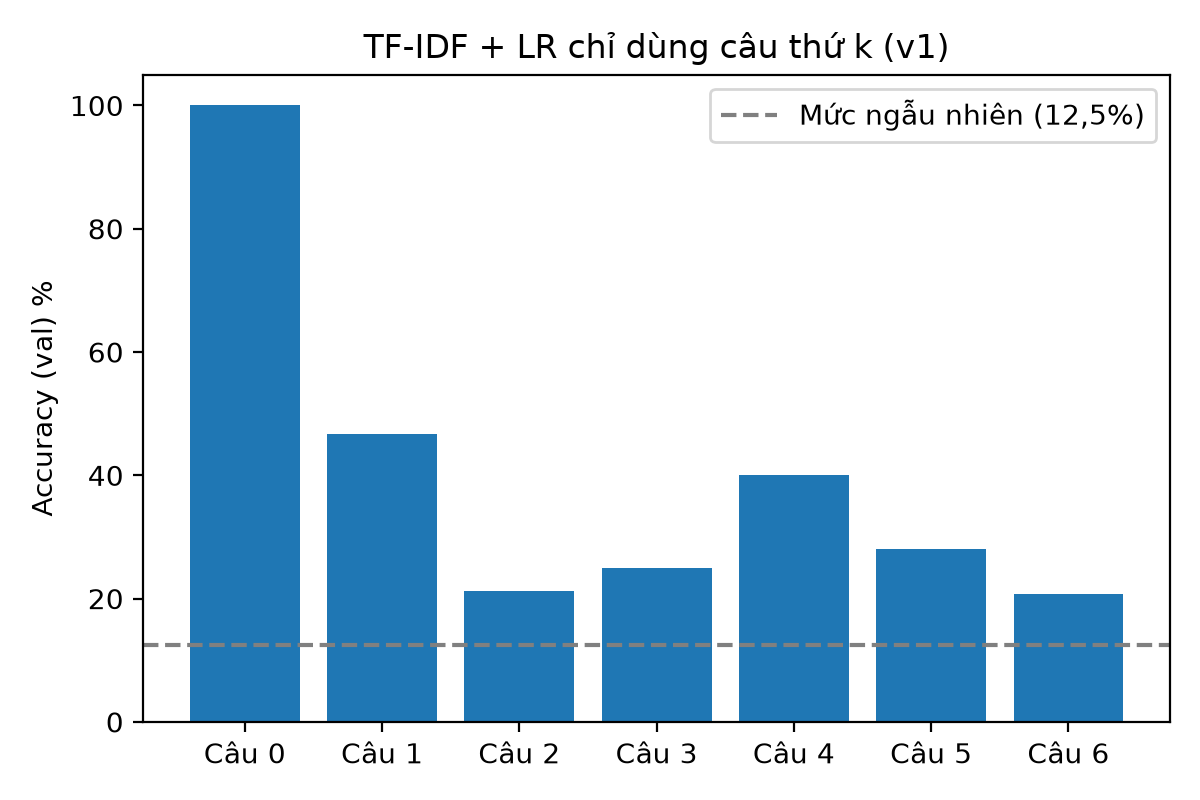 TF-IDF + LR chỉ dùng câu thứ k (v1)
Mức ngẫu nhiên (12,5%)
Accuracy (val) %
100
80
60
40
20
0
Câu 0 Câu 1 Câu 2 Câu 3 Câu 4 Câu 5 Câu 6